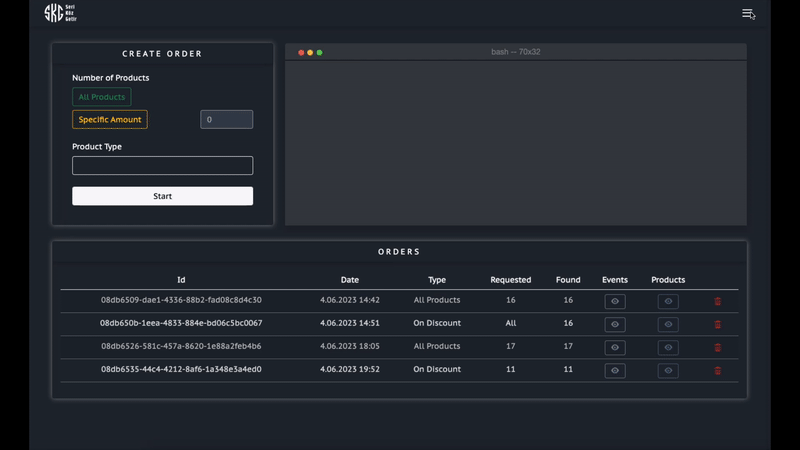 SKG Seri
Köz
Getir
CREATE ORDER
Number of Products
All Products
Specific Amount 0
Product Type
Start
bash -- 70x32
ORDERS
Id Date Type Requested Found Events Products
08db6509-dae1-4336-88b2-fad08c8d4c30 4.06.2023 14:42 All Products 16 16
08db650b-1eea-4833-884e-bd06c5bc0067 4.06.2023 14:51 On Discount All 16
08db6526-581c-457a-8620-1e88a2feb4b6 4.06.2023 18:05 All Products 17 17
08db6535-44c4-4212-8af6-1a348e3a4ed0 4.06.2023 19:52 On Discount 11 11